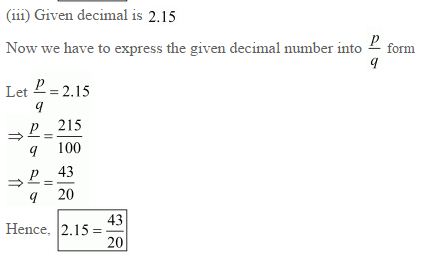 (iii) Given decimal is 2.15
Now we have to express the given decimal number into p/q form
Let p/q = 2.15
⇒ p/q = 215/100
⇒ p/q = 43/20
Hence, 2.15 = 43/20